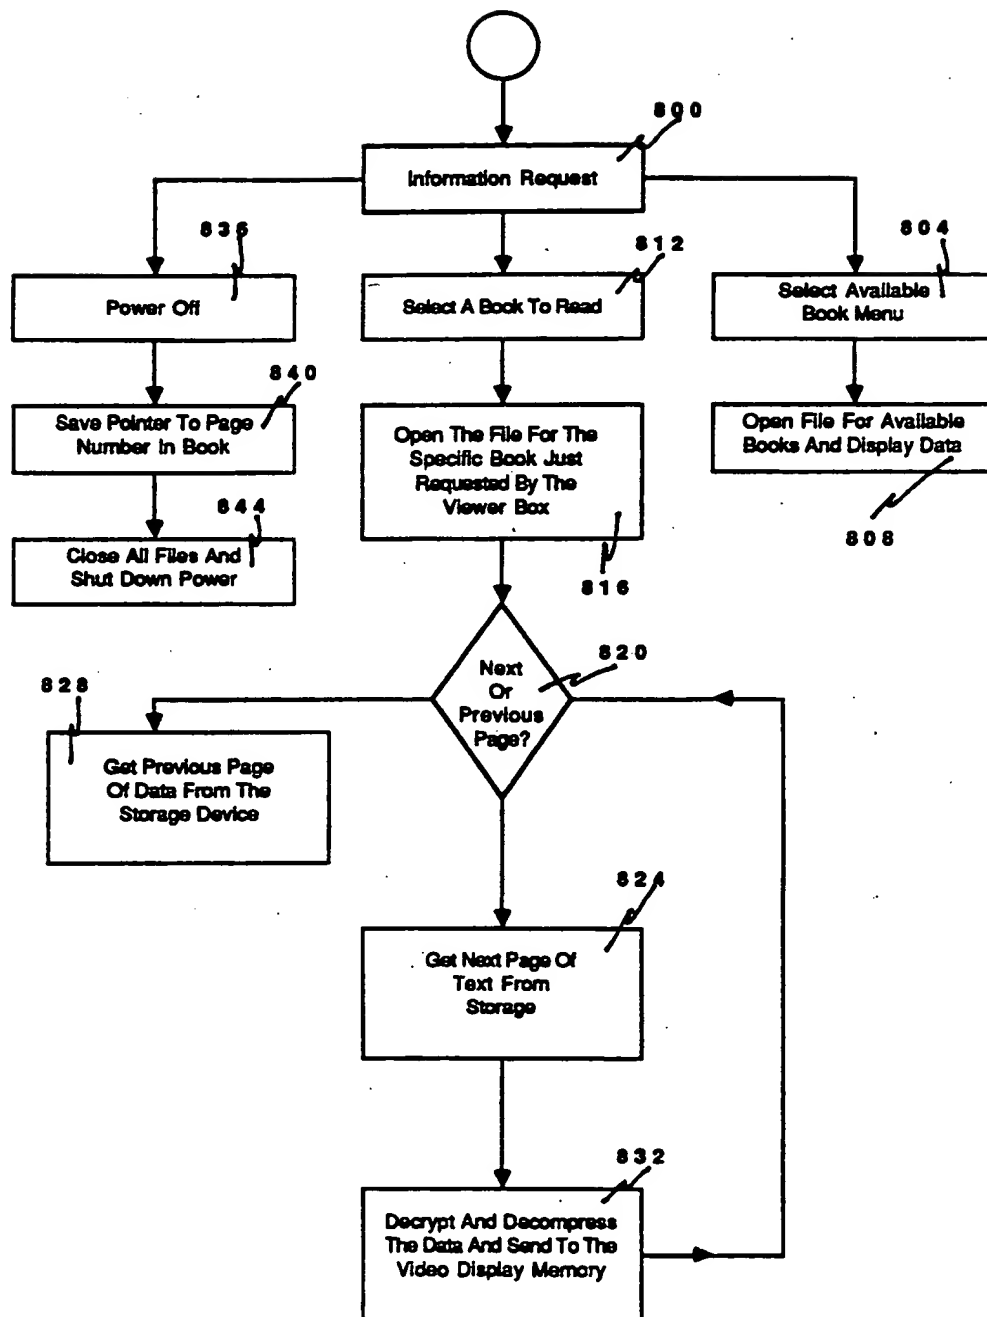 800
Information Request
836
812
804
Power Off
Select A Book To Read
Select Available
Book Menu
840
Save Pointer To Page
Number In Book
Open The File For The
Specific Book Just
Requested By The
Viewer Box
Open File For Available
Books And Display Data
844
808
Close All Files And
Shut Down Power
816
820
Next
Or
Previous
Page?
828
Get Previous Page
Of Data From The
Storage Device
824
Get Next Page Of
Text From
Storage
832
Decrypt And Decompress
The Data And Send To The
Video Display Memory